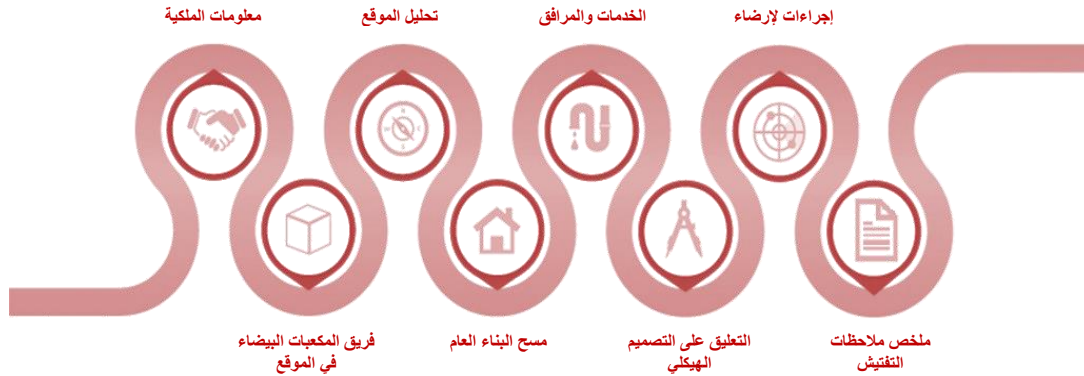 معلومات الملكية
تحليل الموقع
الخدمات والمرافق
إجراءات لإرضاء
فريق المكعبات البيضاء
في الموقع
مسح البناء العام
التعليق على التصميم
الهيكلي
ملخص ملاحظات
التفتيش